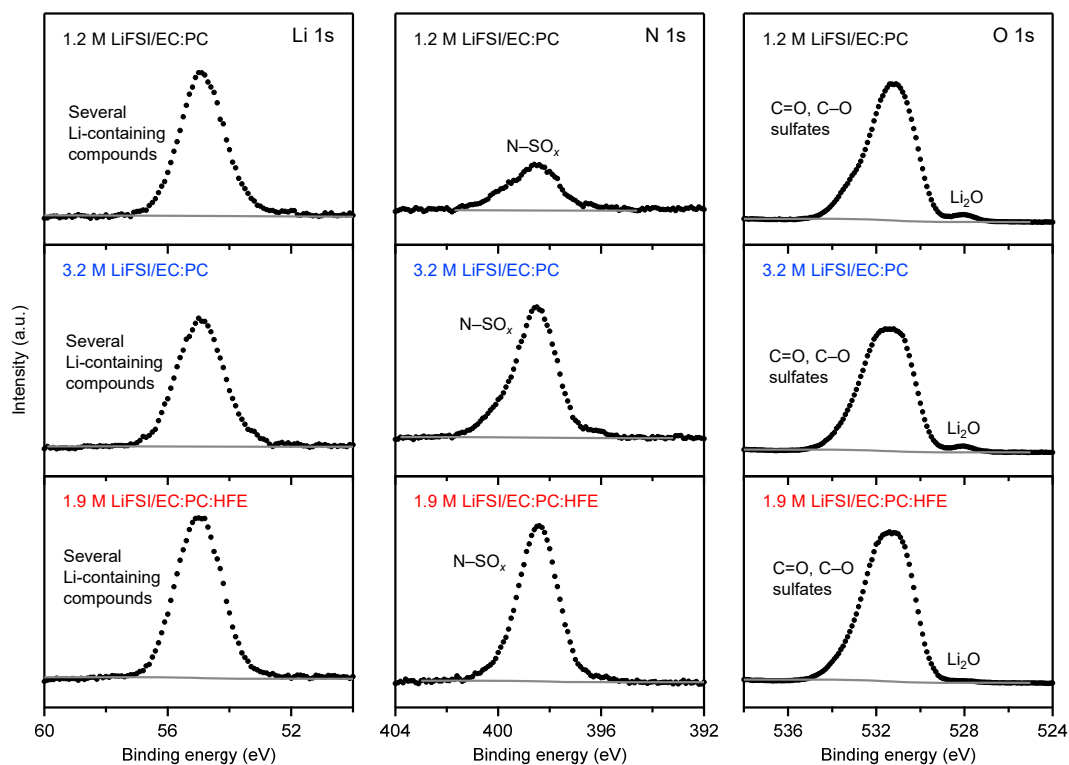 1.2 M LiFSI/EC:PC
Li 1s
Several
Li-containing
compounds
1.2 M LiFSI/EC:PC
N 1s
N–SOx
1.2 M LiFSI/EC:PC
O 1s
C=O, C–O
sulfates
Li2O
3.2 M LiFSI/EC:PC
Several
Li-containing
compounds
3.2 M LiFSI/EC:PC
N–SOx
3.2 M LiFSI/EC:PC
C=O, C–O
sulfates
Li2O
Intensity (a.u.)
1.9 M LiFSI/EC:PC:HFE
Several
Li-containing
compounds
1.9 M LiFSI/EC:PC:HFE
N–SOx
1.9 M LiFSI/EC:PC:HFE
C=O, C–O
sulfates
Li2O
60 56 52
Binding energy (eV)
404 400 396 392
Binding energy (eV)
536 532 528 524
Binding energy (eV)